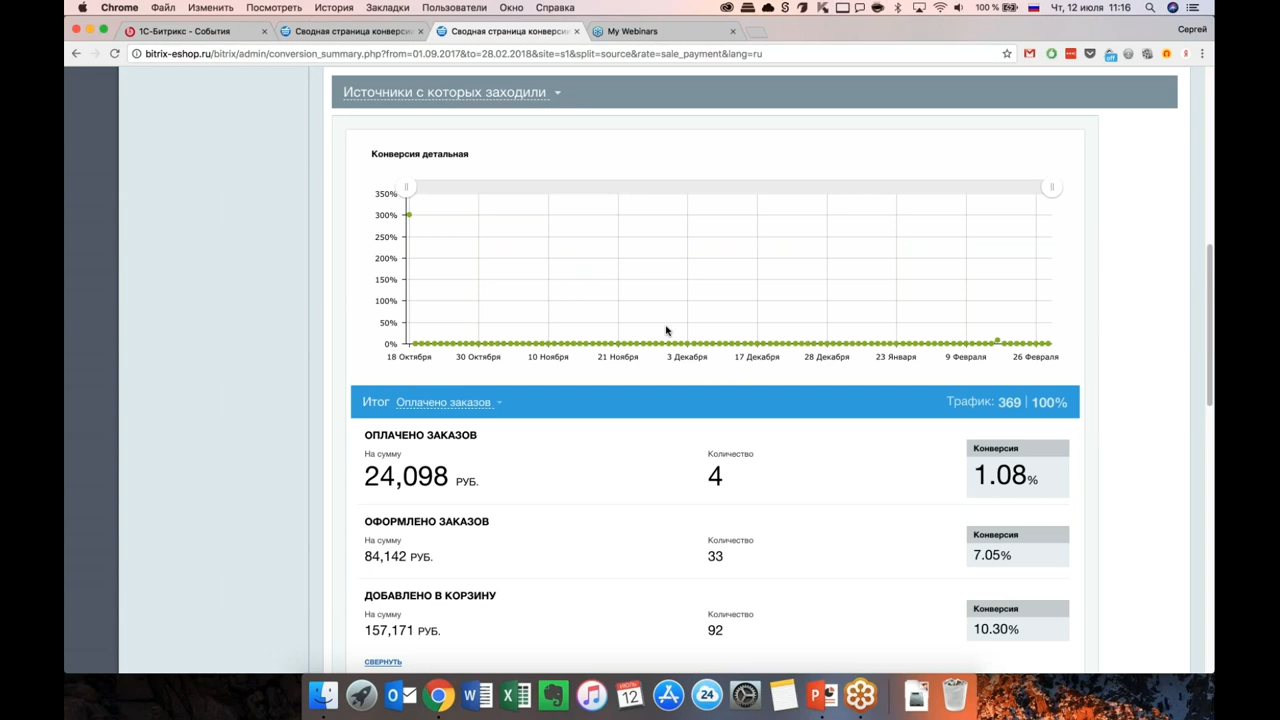 Chrome Файл Изменить Посмотреть История Закладки Пользователи Окно Справка 100 % Чт, 12 июля 11:16
1С-Битрикс - События Сводная страница конверсии Сводная страница конверсии My Webinars Сергей
bitrix-eshop.ru/bitrix/admin/conversion_summary.php?from=01.09.2017&to=28.02.2018&site=s1&split=source&rate=sale_payment&lang=ru
Источники с которых заходили
Конверсия детальная
350%
300%
250%
200%
150%
100%
50%
0%
18 Октября 30 Октября 10 Ноября 21 Ноября 3 Декабря 17 Декабря 28 Декабря 23 Января 9 Февраля 26 Февраля
Итог Оплачено заказов Трафик: 369 | 100%
ОПЛАЧЕНО ЗАКАЗОВ
На сумму Количество Конверсия
24,098 РУБ. 4 1.08%
ОФОРМЛЕНО ЗАКАЗОВ
На сумму Количество Конверсия
84,142 РУБ. 33 7.05%
ДОБАВЛЕНО В КОРЗИНУ
На сумму Количество Конверсия
157,171 РУБ. 92 10.30%
СВЕРНУТЬ
ИЮЛЬ
12
24